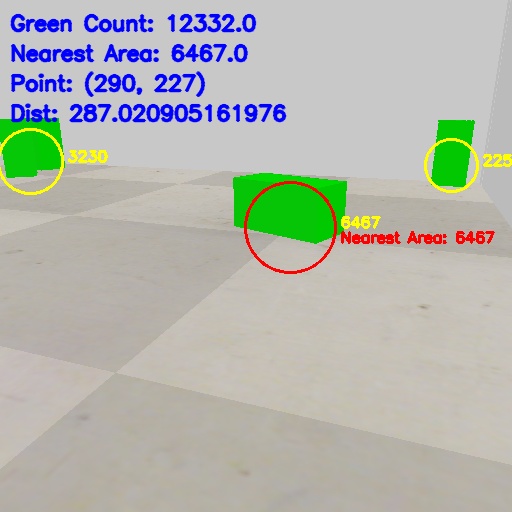 Green Count: 12332.0
Nearest Area: 6467.0
Point: (290, 227)
Dist: 287.020905161976
3230
225
6467
Nearest Area: 6467